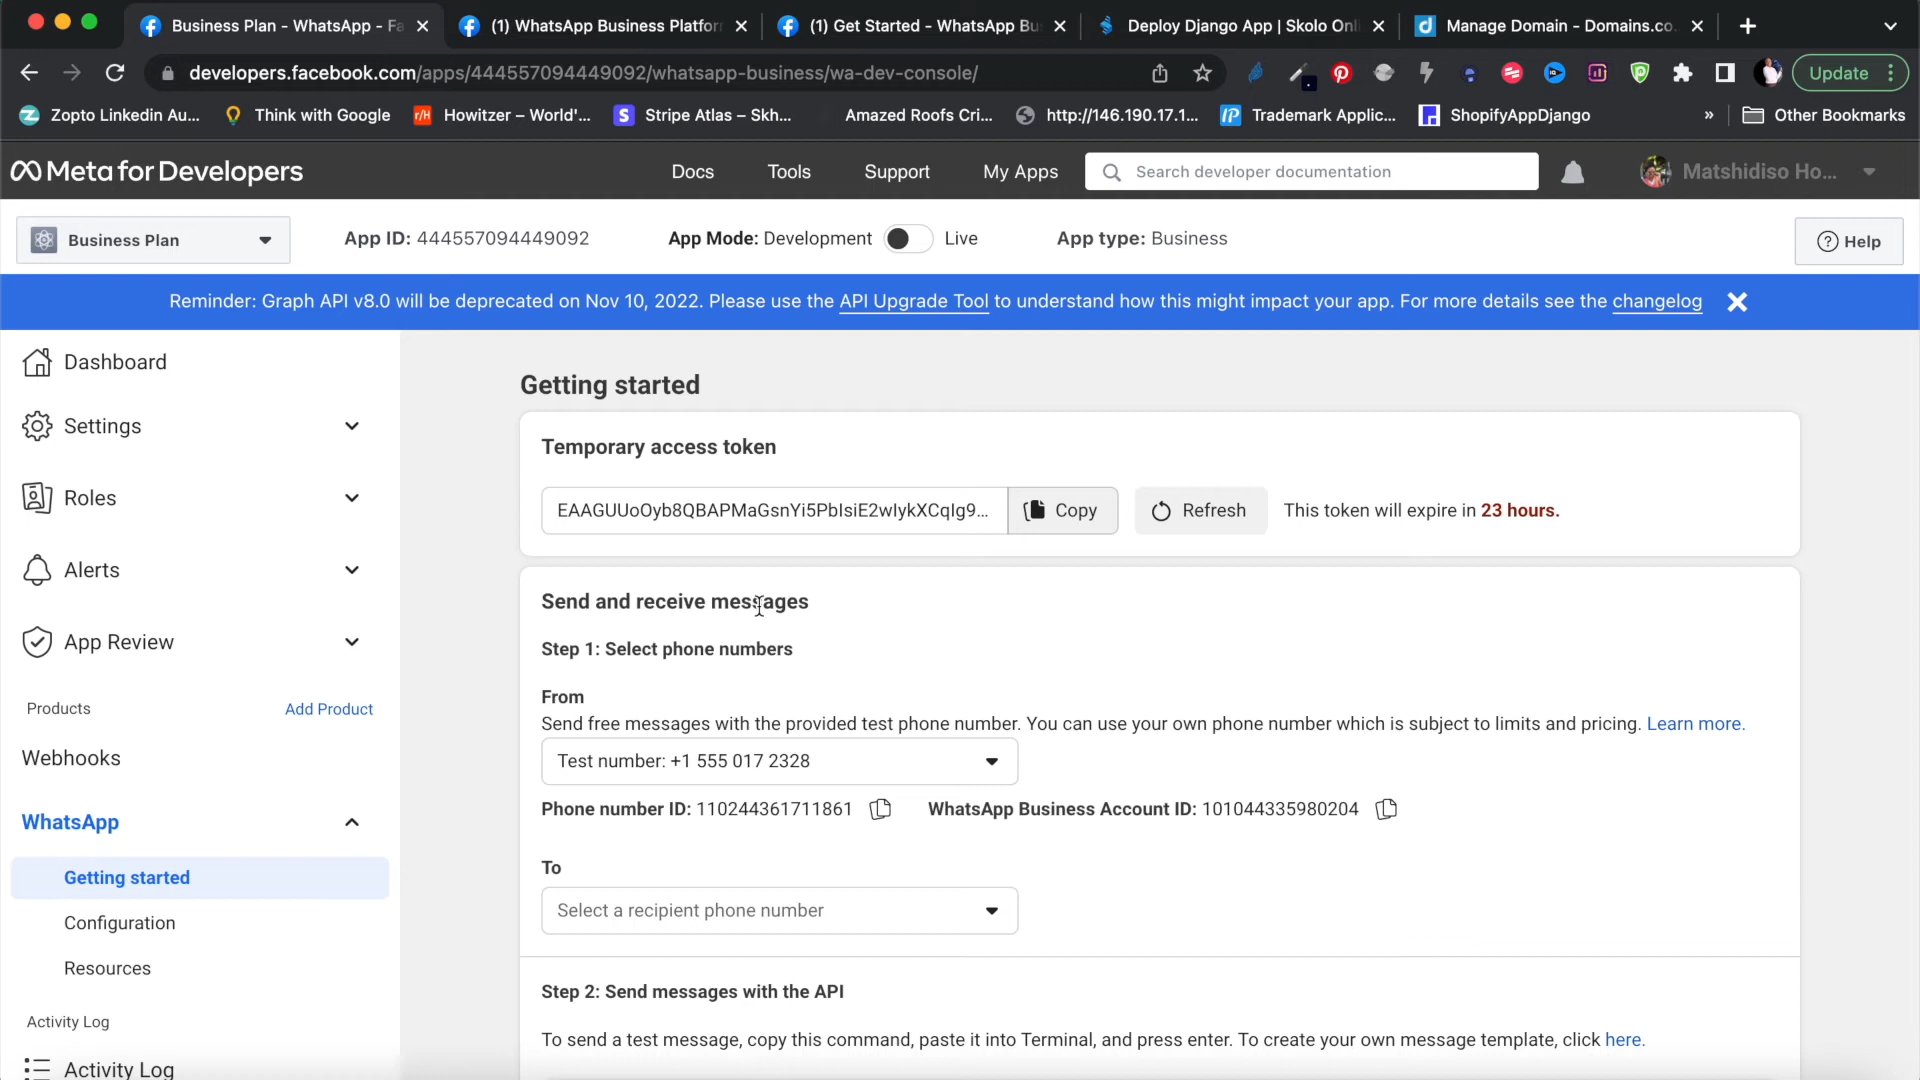 Business Plan - WhatsApp - Fa
(1) WhatsApp Business Platfor
(1) Get Started - WhatsApp Bu
Deploy Django App | Skolo Onl
Manage Domain - Domains.co.
developers.facebook.com/apps/444557094449092/whatsapp-business/wa-dev-console/
Update
Zopto Linkedin Au...
Think with Google
Howitzer – World'...
Stripe Atlas – Skh...
Amazed Roofs Cri...
http://146.190.17.1...
Trademark Applic...
ShopifyAppDjango
»
Other Bookmarks
Meta for Developers
Docs
Tools
Support
My Apps
Search developer documentation
Matshidiso Ho...
Business Plan
App ID: 444557094449092
App Mode: Development
Live
App type: Business
Help
Reminder: Graph API v8.0 will be deprecated on Nov 10, 2022. Please use the API Upgrade Tool to understand how this might impact your app. For more details see the changelog
Dashboard
Settings
Roles
Alerts
App Review
Products
Add Product
Webhooks
WhatsApp
Getting started
Configuration
Resources
Activity Log
Activity Log
Getting started
Temporary access token
EAAGUUoOyb8QBAPMaGsnYi5PbIsiE2wIykXCqIg9...
Copy
Refresh
This token will expire in 23 hours.
Send and receive messages
Step 1: Select phone numbers
From
Send free messages with the provided test phone number. You can use your own phone number which is subject to limits and pricing. Learn more.
Test number: +1 555 017 2328
Phone number ID: 110244361711861
WhatsApp Business Account ID: 101044335980204
To
Select a recipient phone number
Step 2: Send messages with the API
To send a test message, copy this command, paste it into Terminal, and press enter. To create your own message template, click here.